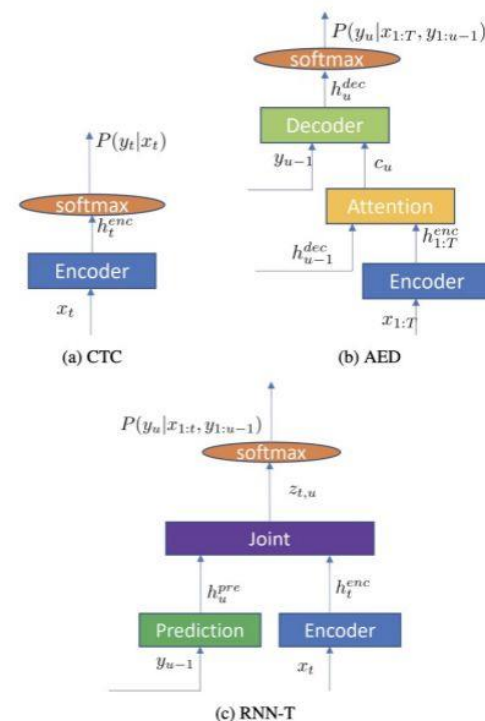 P(y_t|x_t)
softmax
h_t^{enc}
Encoder
x_t
(a) CTC
P(y_u|x_{1:T}, y_{1:u-1})
softmax
h_u^{dec}
Decoder
y_{u-1}
c_u
Attention
h_{u-1}^{dec}
h_{1:T}^{enc}
Encoder
x_{1:T}
(b) AED
P(y_u|x_{1:t}, y_{1:u-1})
softmax
z_{t,u}
Joint
h_u^{pre}
h_t^{enc}
Prediction
Encoder
y_{u-1}
x_t
(c) RNN-T